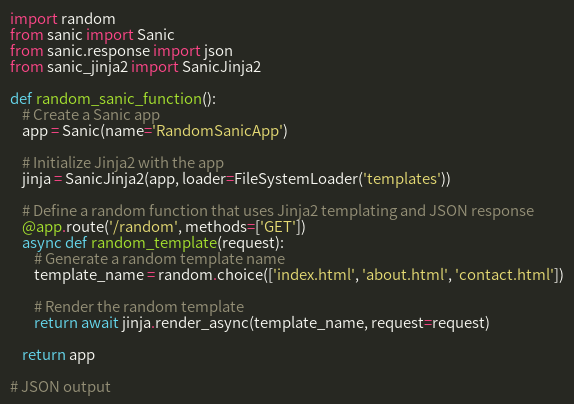 import random
from sanic import Sanic
from sanic.response import json
from sanic_jinja2 import SanicJinja2
def random_sanic_function():
# Create a Sanic app
app = Sanic(name='RandomSanicApp')
# Initialize Jinja2 with the app
jinja = SanicJinja2(app, loader=FileSystemLoader('templates'))
# Define a random function that uses Jinja2 templating and JSON response
@app.route('/random', methods=['GET'])
async def random_template(request):
# Generate a random template name
template_name = random.choice(['index.html', 'about.html', 'contact.html'])
# Render the random template
return await jinja.render_async(template_name, request=request)
return app
# JSON output